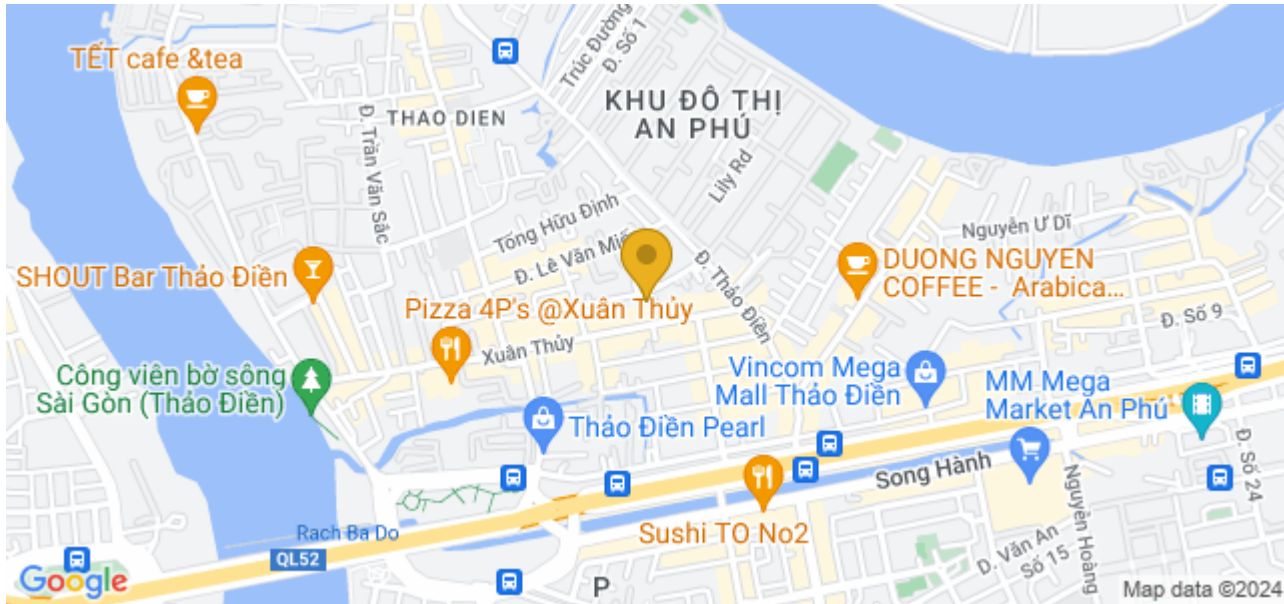 TẾT cafe &tea
Trúc Đường
Đ. Số 1
THAO DIEN
KHU ĐÔ THỊ
AN PHÚ
Đ. Trần Văn Sắc
Lily Rd
Tống Hữu Định
Nguyễn Ư Dĩ
Đ. Lê Văn Miế
SHOUT Bar Thảo Điền
Đ. Thảo Điền
DUONG NGUYEN
COFFEE - Arabica...
Pizza 4P's @Xuân Thủy
Đ. Số 9
Xuân Thủy
Công viên bờ sông
Sài Gòn (Thảo Điền)
Vincom Mega
Mall Thảo Điền
MM Mega
Market An Phú
Thảo Điền Pearl
Song Hành
Đ. Số 24
Nguyễn Hoàng
Sushi TO No2
Rach Ba Do
QL52
Đ. Văn An
Số 15
P
Google
Map data ©2024